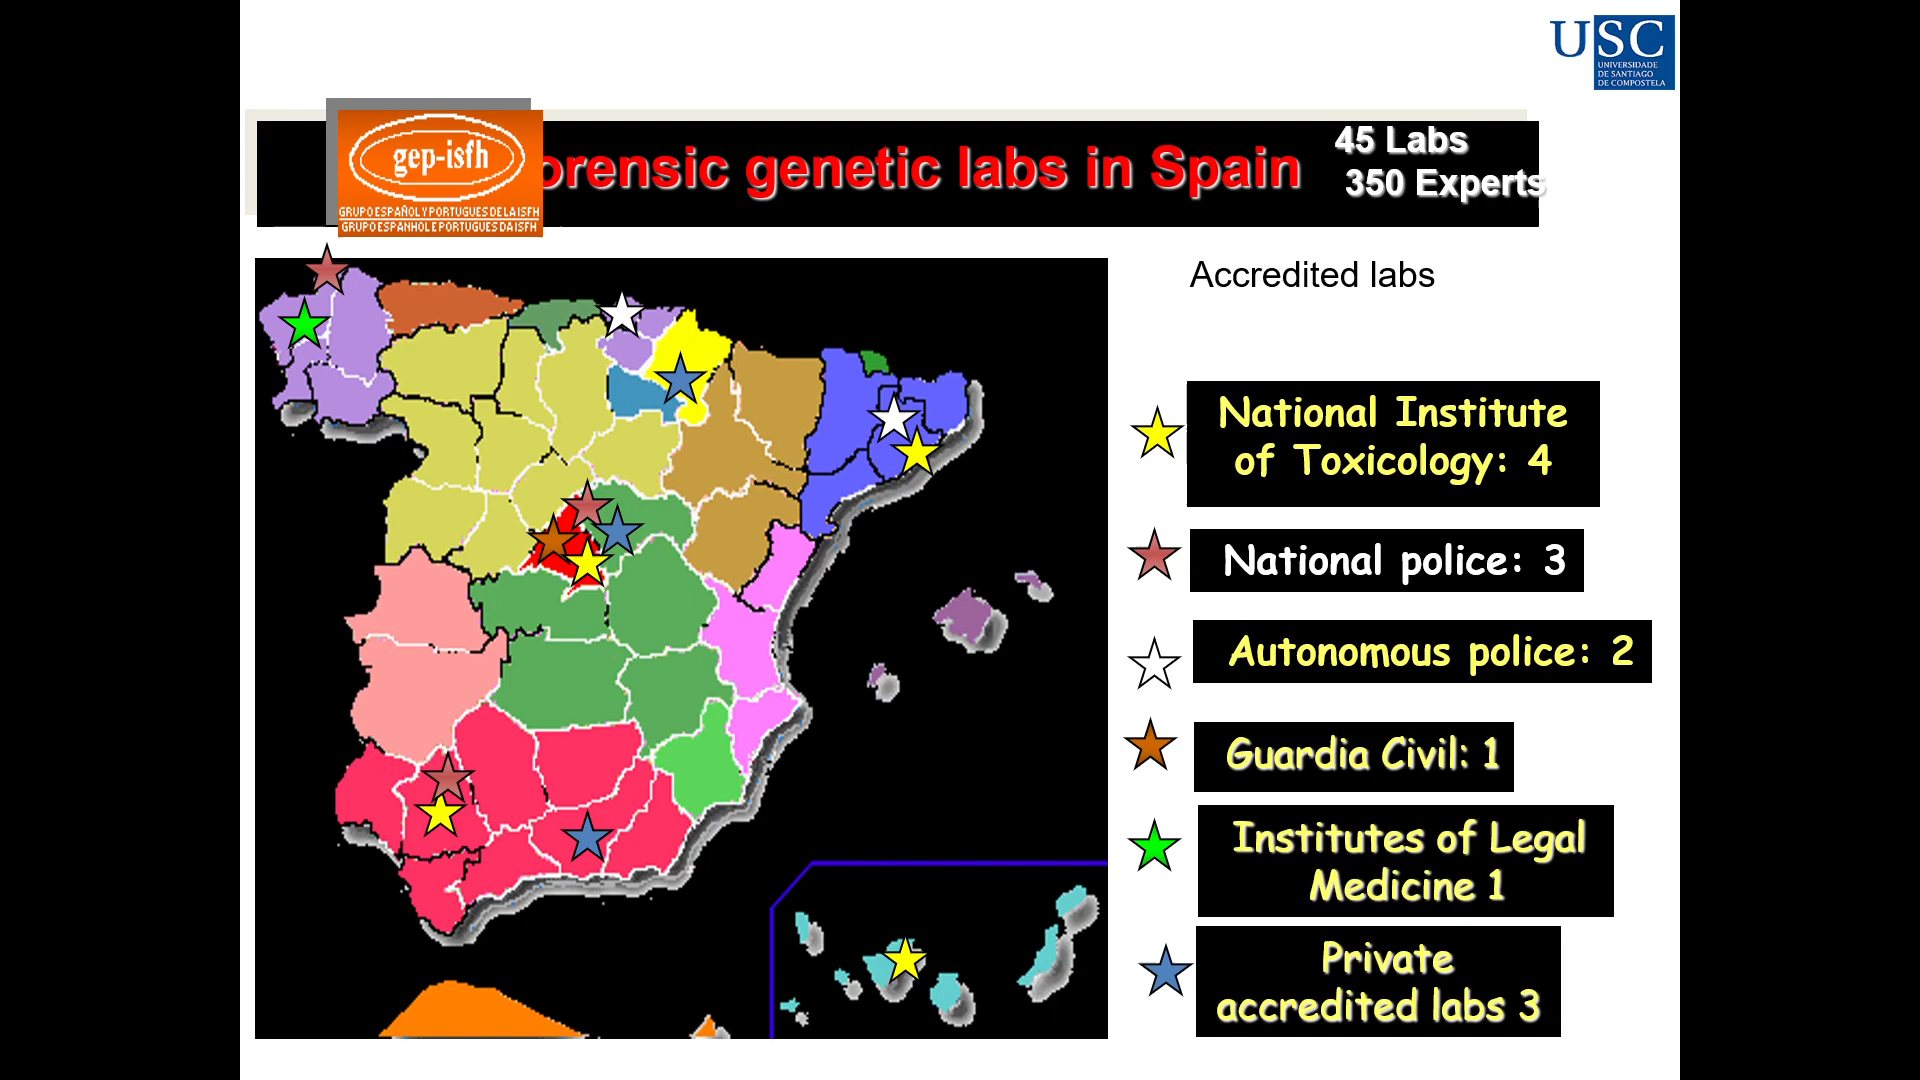 USC
UNIVERSIDADE
DE SANTIAGO
DE COMPOSTELA
gep-isfh
GRUPO ESPAÑOL Y PORTUGUES DE LA ISFH
GRUPO ESPANHOL E PORTUGUES DA ISFH
orensic genetic labs in Spain
45 Labs
350 Experts
Accredited labs
National Institute
of Toxicology: 4
National police: 3
Autonomous police: 2
Guardia Civil: 1
Institutes of Legal
Medicine 1
Private
accredited labs 3